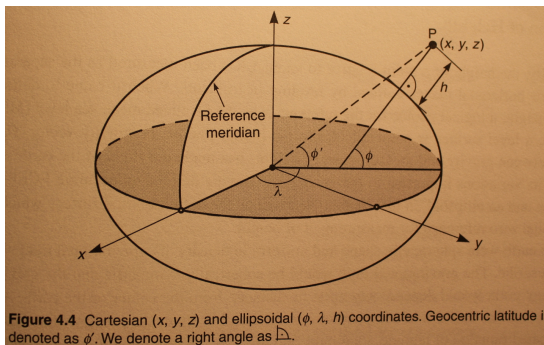 z
P
(x, y, z)
h
Reference
meridian
ϕ′
ϕ
λ
x
y
Figure 4.4 Cartesian (x, y, z) and ellipsoidal (ϕ, λ, h) coordinates. Geocentric latitude i
denoted as ϕ′. We denote a right angle as